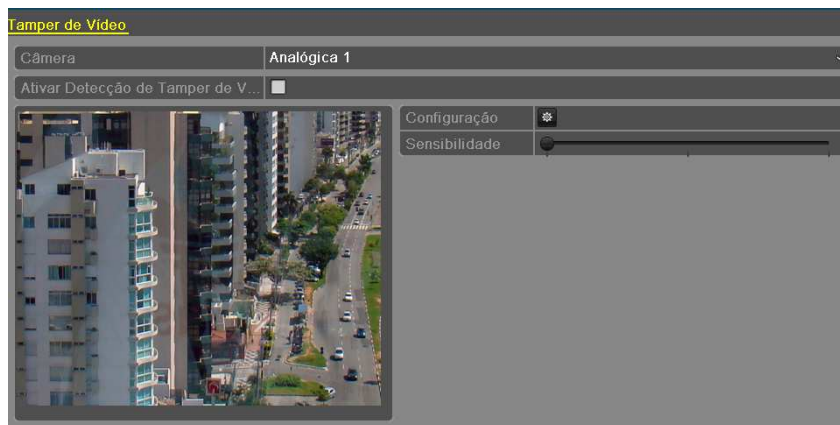 Tamper de Vídeo
Câmera Analógica 1
Ativar Detecção de Tamper de V...
Configuração
Sensibilidade